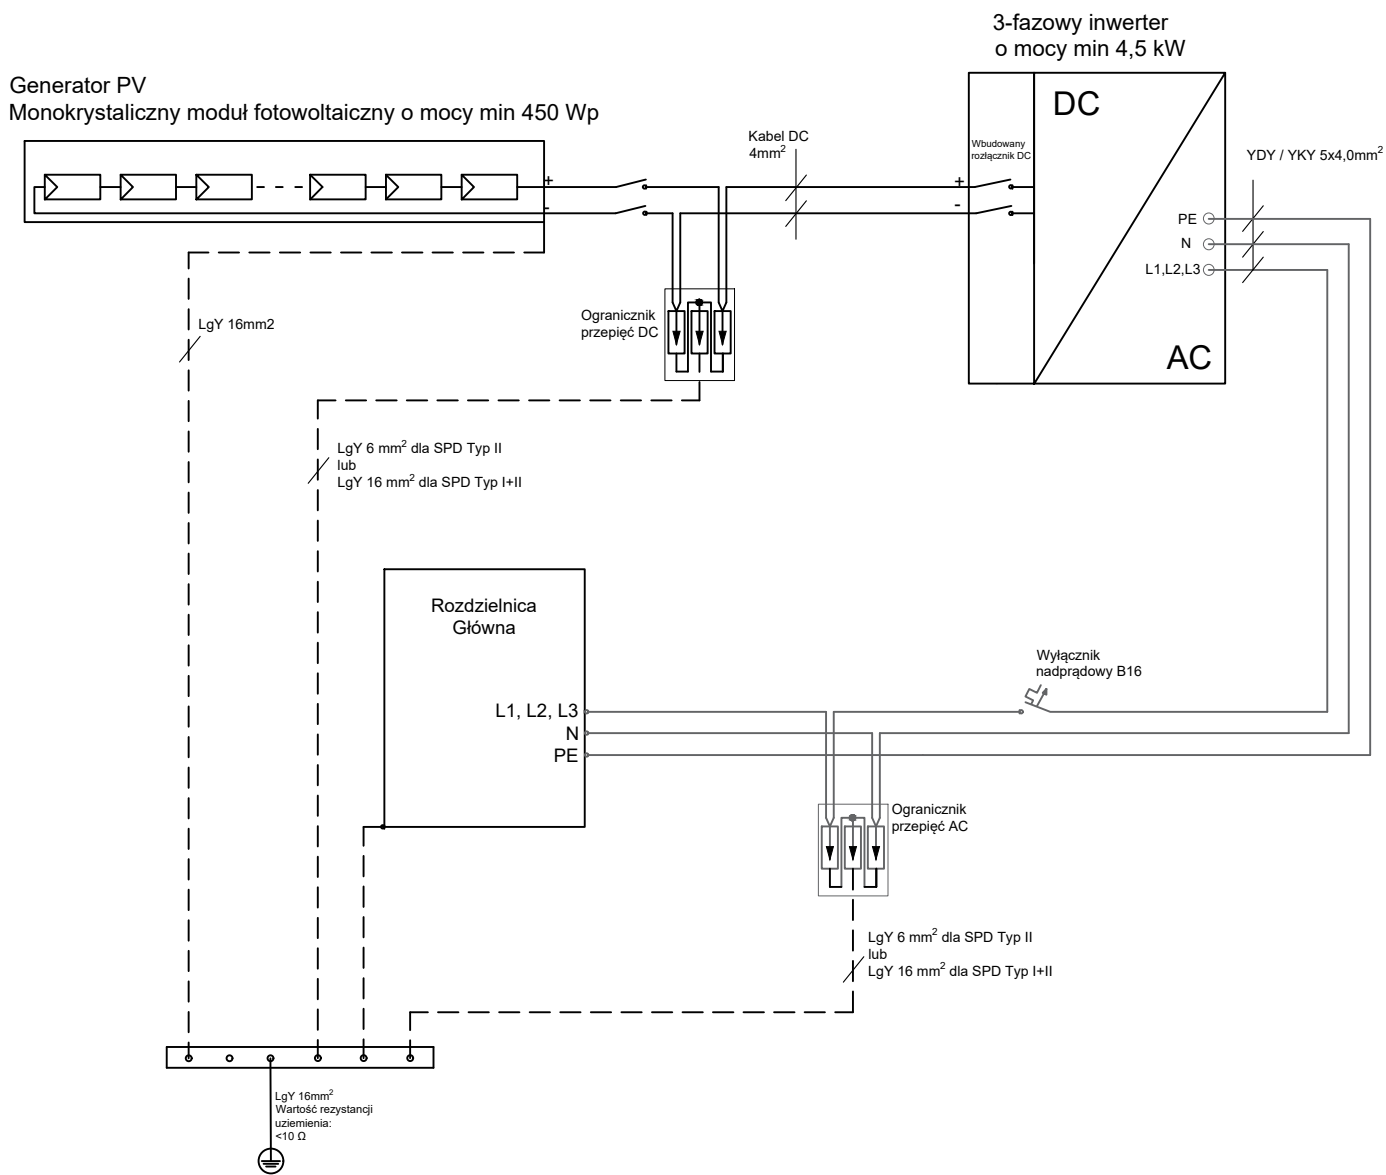 3-fazowy inwerter
o mocy min 4,5 kW
Generator PV
Monokrystaliczny moduł fotowoltaiczny o mocy min 450 Wp
DC
Kabel DC
4mm²
Wbudowany
rozłącznik DC
YDY / YKY 5x4,0mm²
+
-
+
-
PE
N
L1,L2,L3
AC
LgY 16mm2
Ogranicznik
przepięć DC
LgY 6 mm² dla SPD Typ II
lub
LgY 16 mm² dla SPD Typ I+II
Rozdzielnica
Główna
L1, L2, L3
N
PE
Wyłącznik
nadprądowy B16
Ogranicznik
przepięć AC
LgY 6 mm² dla SPD Typ II
lub
LgY 16 mm² dla SPD Typ I+II
LgY 16mm²
Wartość rezystancji
uziemienia:
<10 Ω